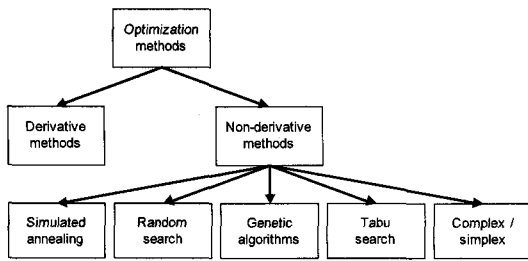 Optimization
methods
Derivative
methods
Non-derivative
methods
Simulated
annealing
Random
search
Genetic
algorithms
Tabu
search
Complex /
simplex